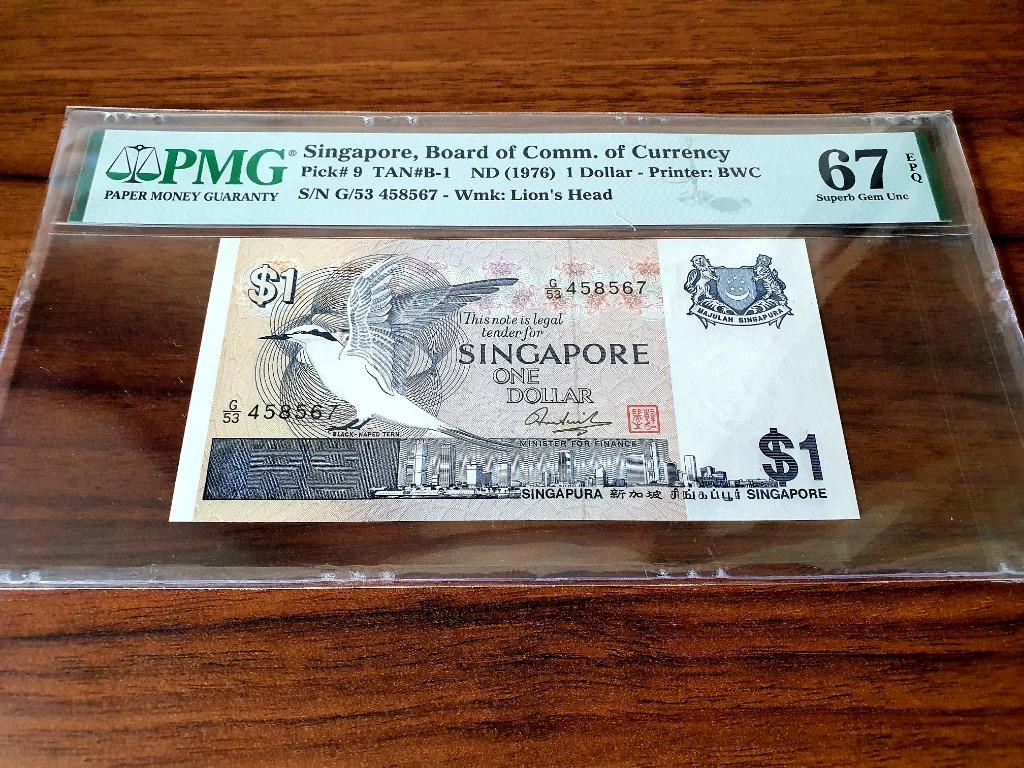 PMG®
PAPER MONEY GUARANTY
Singapore, Board of Comm. of Currency
Pick# 9 TAN#B-1 ND (1976) 1 Dollar - Printer: BWC
S/N G/53 458567 - Wmk: Lion's Head
67
EPQ
Superb Gem Unc
$1
G/53 458567
MAJULAH SINGAPURA
This note is legal
tender for
SINGAPORE
ONE
DOLLAR
G/53 458567
BLACK-NAPED TERN
MINISTER FOR FINANCE
$1
SINGAPURA 新加坡 சிங்கப்பூர் SINGAPORE